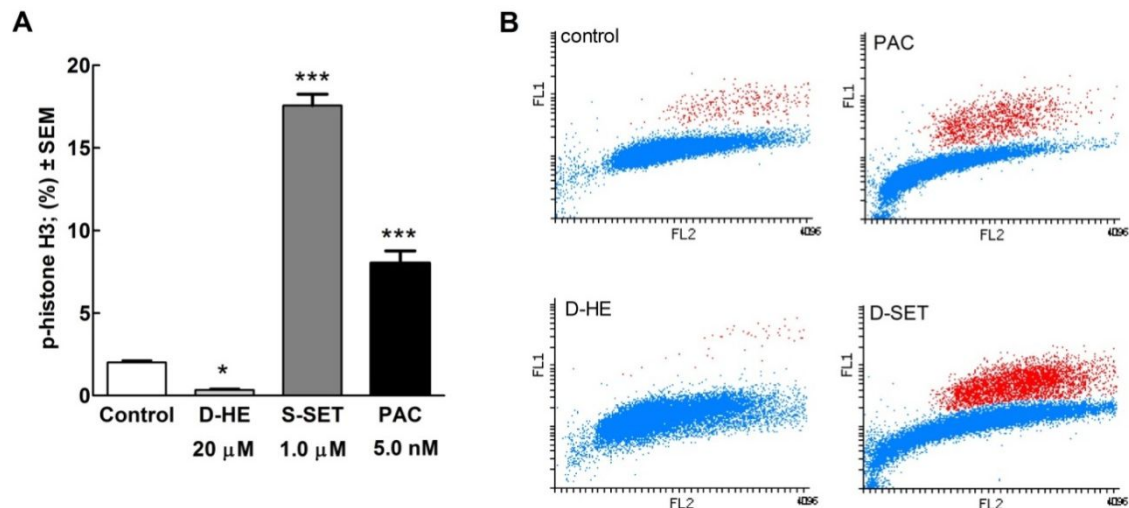 A
p-histone H3; (%) ± SEM
20
15
10
5
0
***
***
*
Control D-HE S-SET PAC
20 μM 1.0 μM 5.0 nM
B
control
FL1
FL2
4096
PAC
FL1
FL2
4096
D-HE
FL1
FL2
4096
D-SET
FL1
FL2
4096